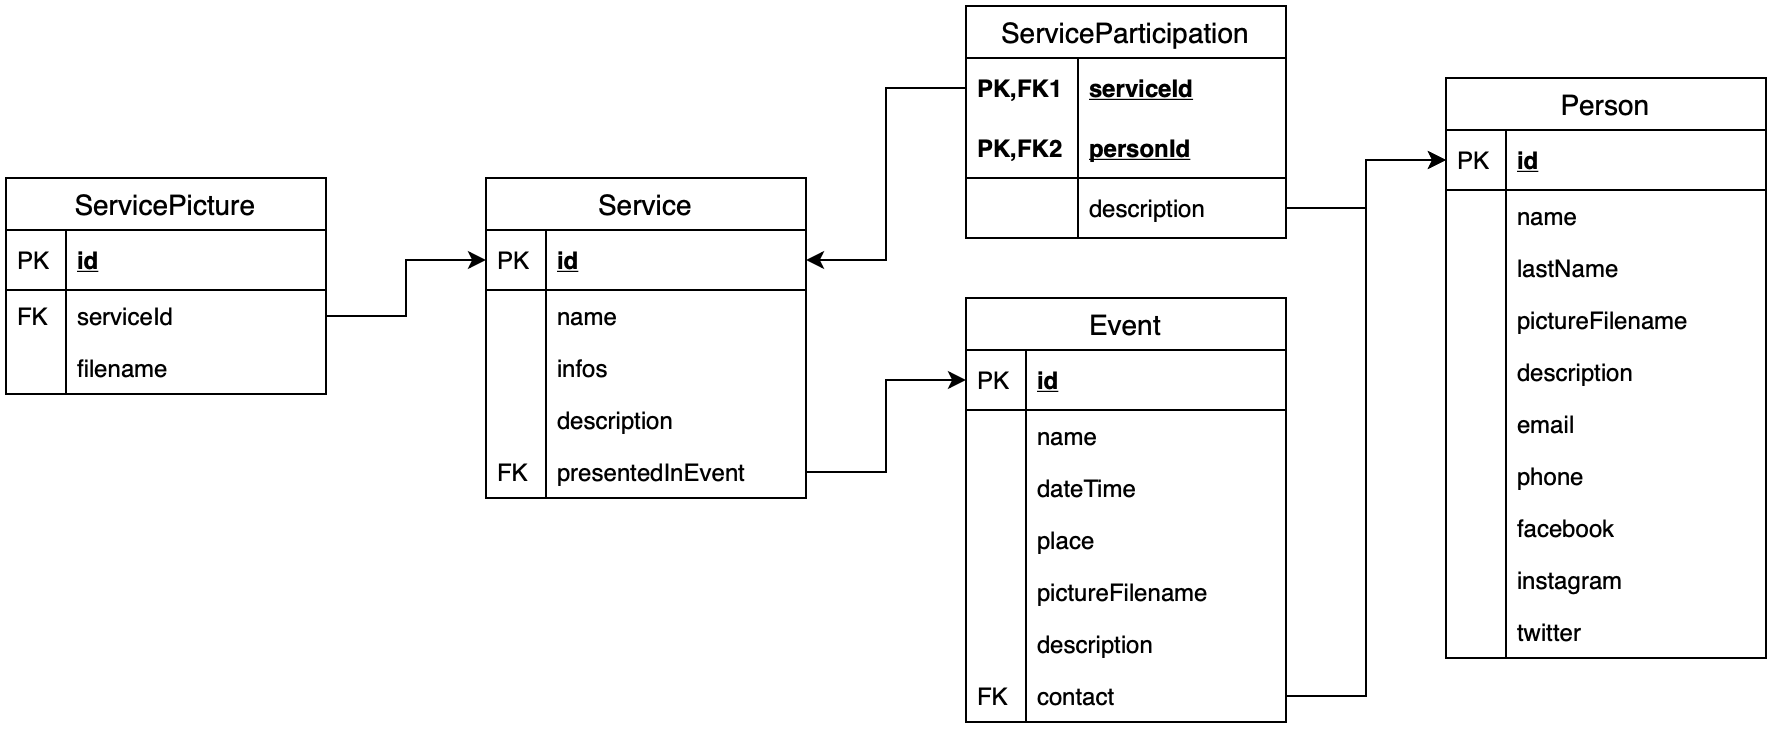 ServicePicture
PK id
FK serviceId
filename
Service
PK id
name
infos
description
FK presentedInEvent
ServiceParticipation
PK,FK1 serviceId
PK,FK2 personId
description
Event
PK id
name
dateTime
place
pictureFilename
description
FK contact
Person
PK id
name
lastName
pictureFilename
description
email
phone
facebook
instagram
twitter